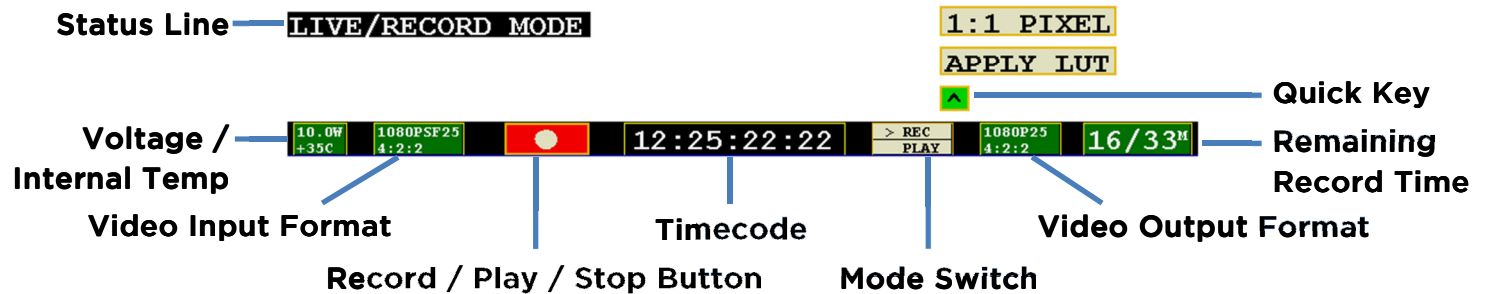 Status Line
LIVE/RECORD MODE
1:1 PIXEL
APPLY LUT
^
Quick Key
Voltage /
Internal Temp
10.0V
+35C
1080PSF25
4:2:2
12:25:22:22
> REC
PLAY
1080P25
4:2:2
16/33M
Remaining
Record Time
Video Input Format
Timecode
Video Output Format
Record / Play / Stop Button
Mode Switch